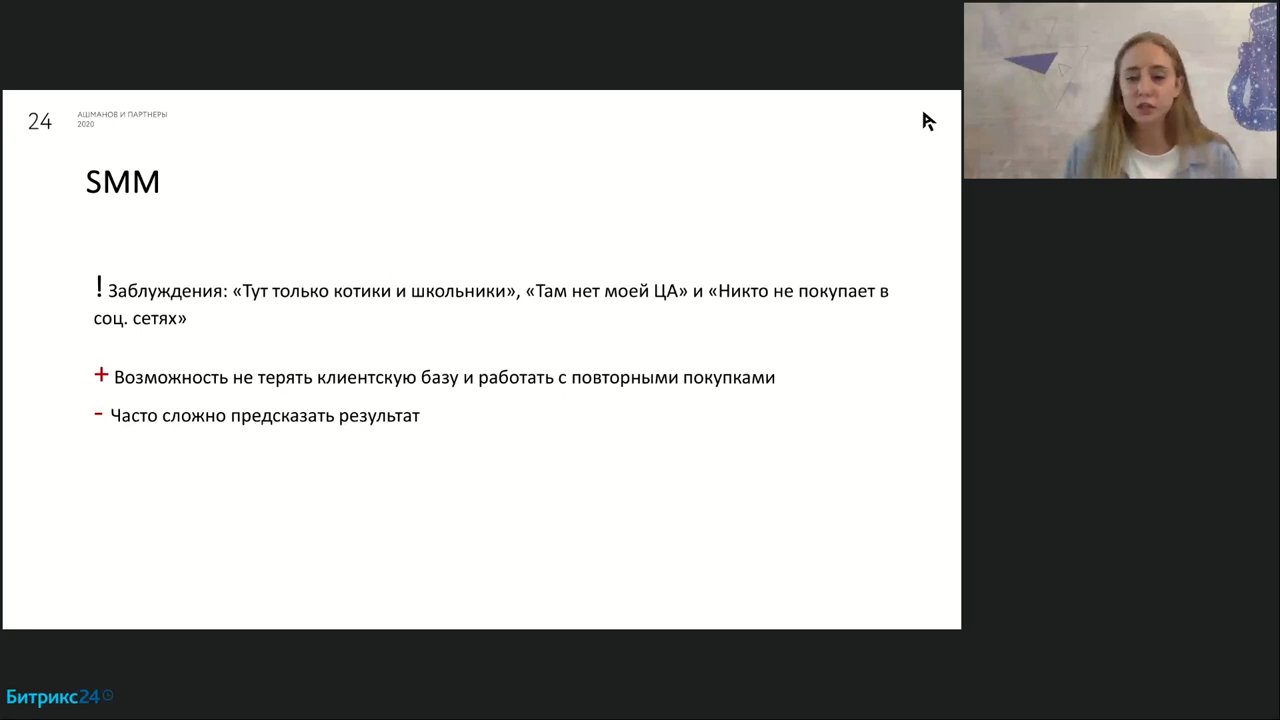 24
АШМАНОВ И ПАРТНЕРЫ
2020
SMM
! Заблуждения: «Тут только котики и школьники», «Там нет моей ЦА» и «Никто не покупает в
соц. сетях»
+ Возможность не терять клиентскую базу и работать с повторными покупками
- Часто сложно предсказать результат
Битрикс24